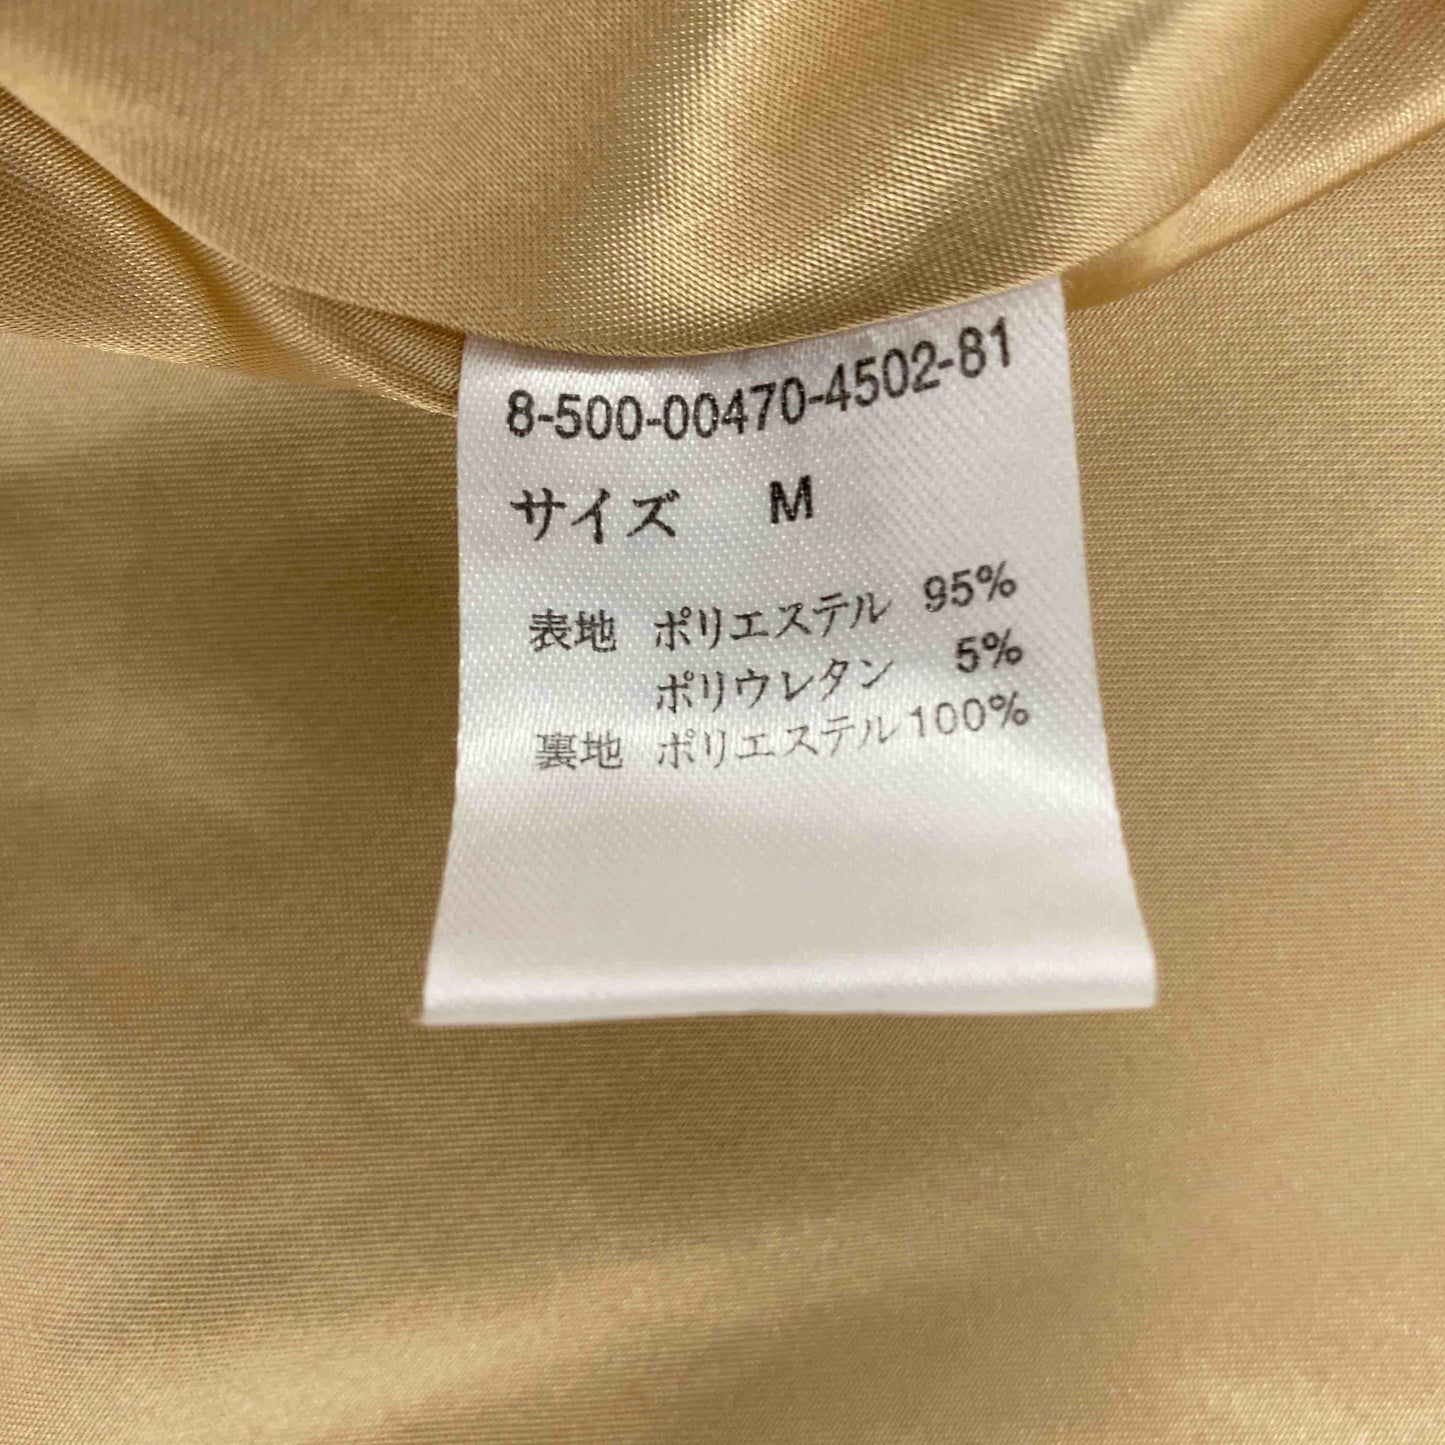 8-500-00470-4502-81
サイズ M
表地 ポリエステル 95%
ポリウレタン 5%
裏地 ポリエステル100%